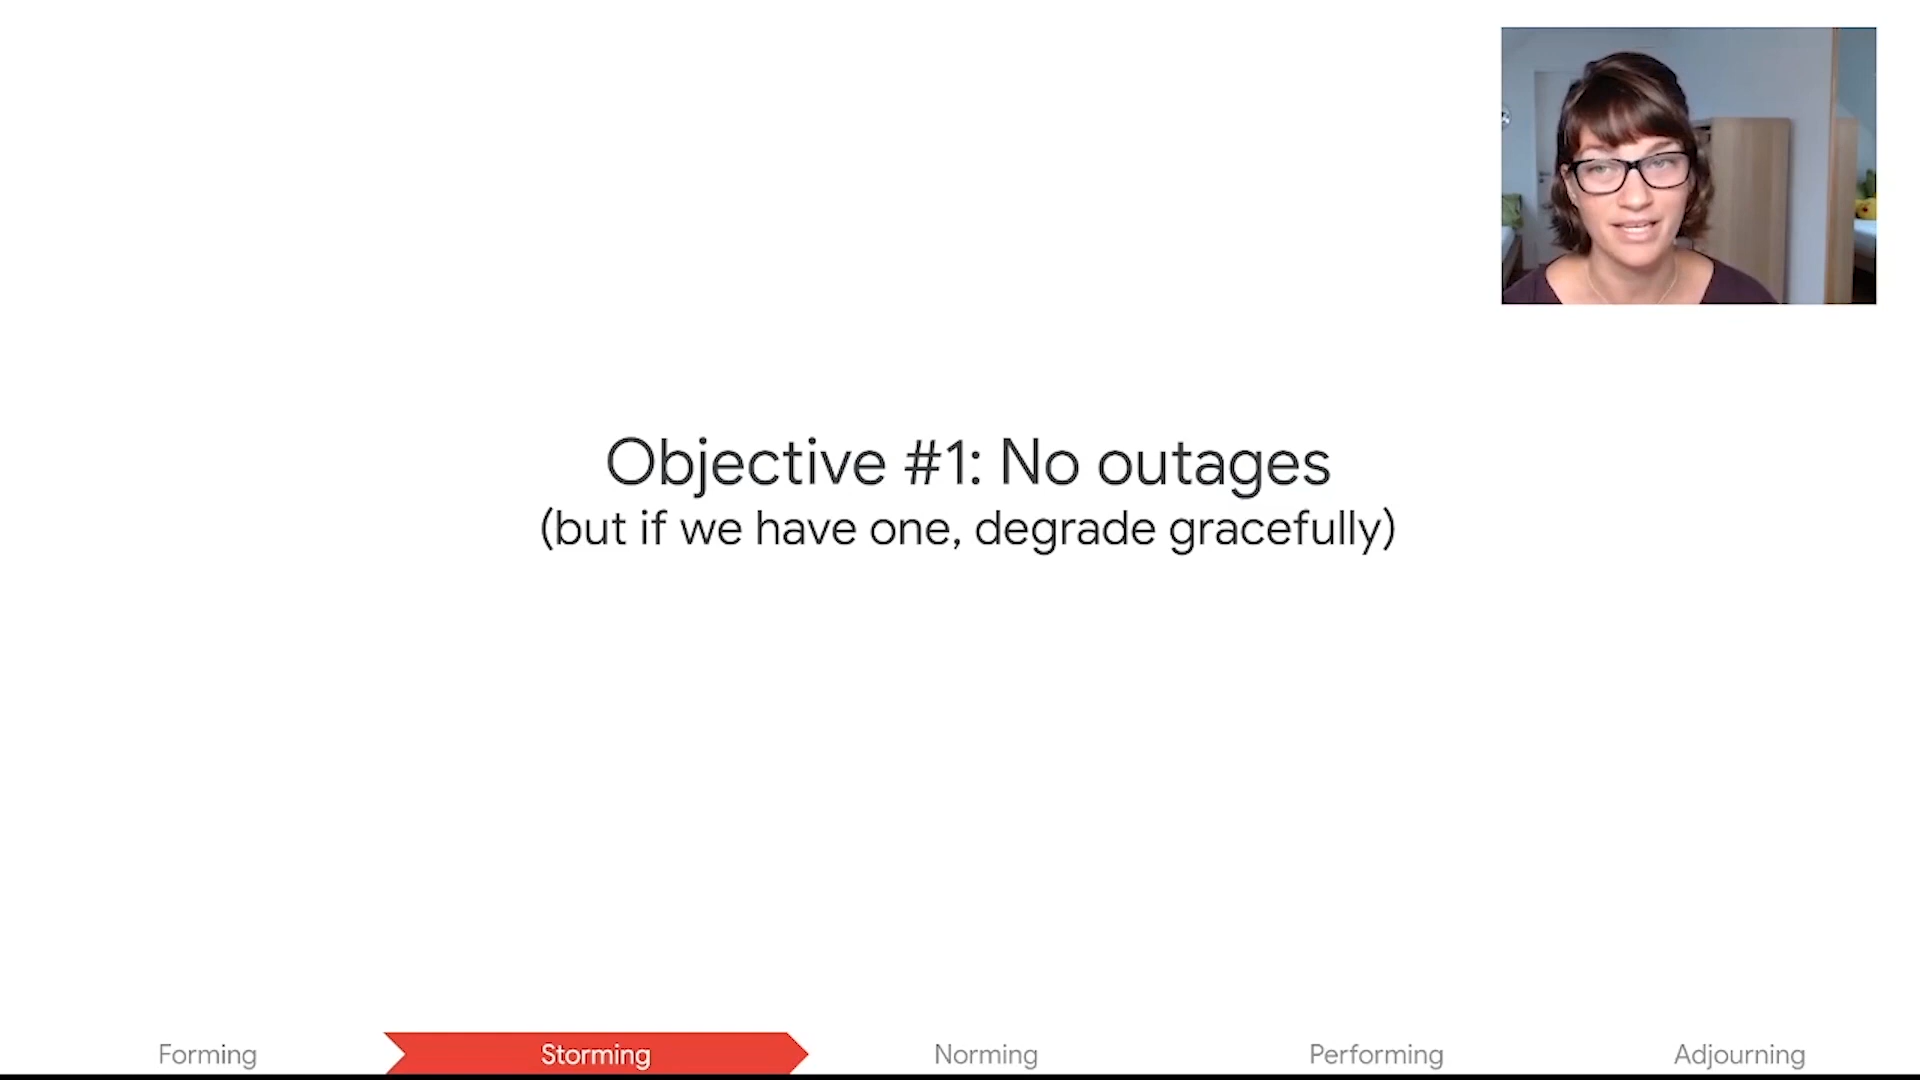 Objective #1: No outages
(but if we have one, degrade gracefully)
Forming
Storming
Norming
Performing
Adjourning